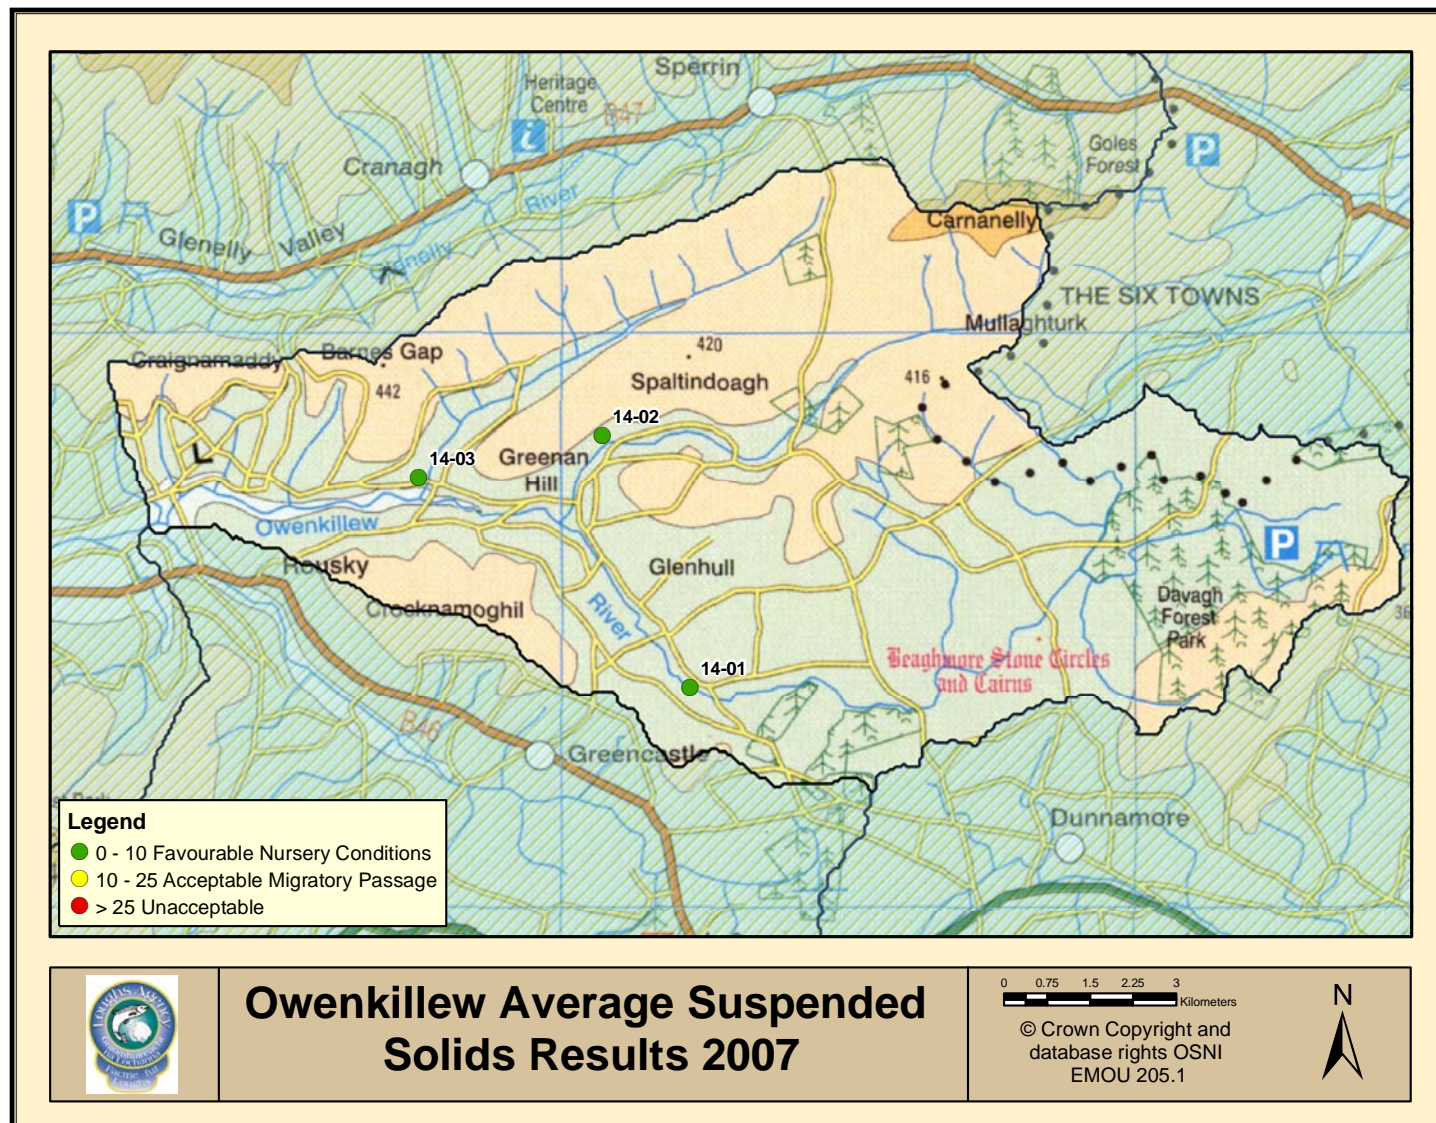 Sperrin
Heritage
Centre
B47
Goles
Forest
P
i
Cranagh
River
P
Glenelly Valley
Glenelly
Carnanelly
THE SIX TOWNS
Mullaghturk
Craignamaddy
Barnes Gap
442
420
Spaltindoagh
416
14-02
14-03
Greenan
Hill
Owenkillew
Rousky
Glenhull
P
Crocknamoghil
River
Davagh
Forest
Park
36
Beaghmore Stone Circles
and Cairns
14-01
B46
Greencastle
Dunnamore
Legend
0 - 10 Favourable Nursery Conditions
10 - 25 Acceptable Migratory Passage
> 25 Unacceptable
Loughs Agency
Owenkillew Average Suspended
Solids Results 2007
0 0.75 1.5 2.25 3
Kilometers
© Crown Copyright and
database rights OSNI
EMOU 205.1
N